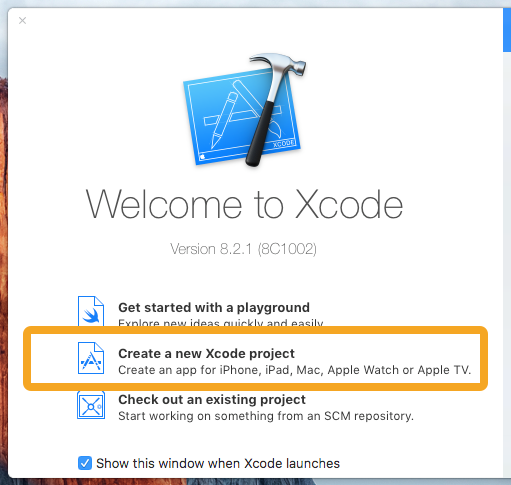 XCODE
Welcome to Xcode
Version 8.2.1 (8C1002)
Get started with a playground
Explore new ideas quickly and easily.
Create a new Xcode project
Create an app for iPhone, iPad, Mac, Apple Watch or Apple TV.
Check out an existing project
Start working on something from an SCM repository.
Show this window when Xcode launches